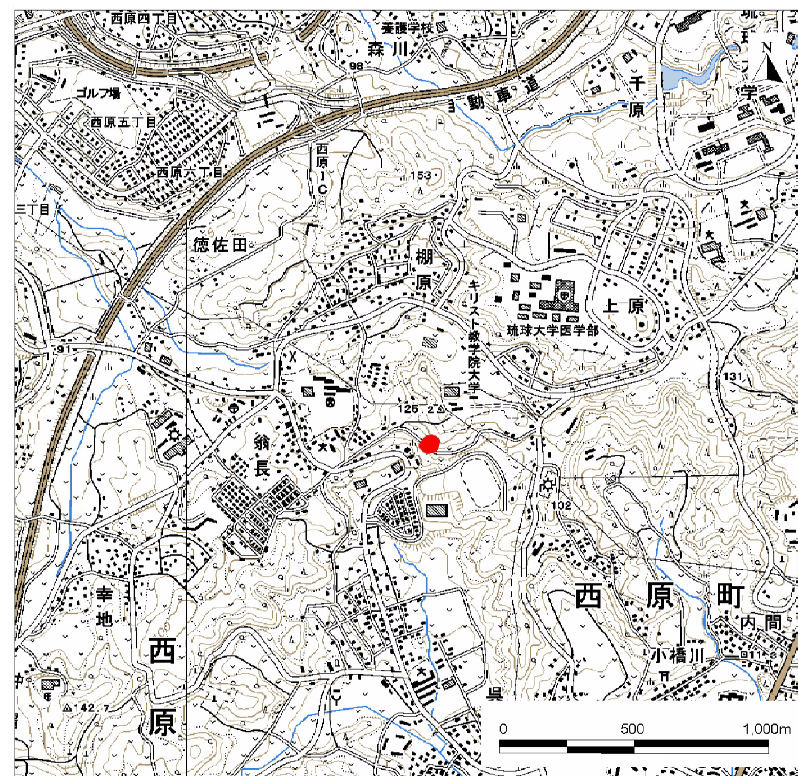 西原四丁目
養護学校
森川
98
ゴルフ場
西原五丁目
西原六丁目
三丁目
動車道
千原
学
N
西原IC
153
徳佐田
棚原
キリスト教学院大学
上原
琉球大学医学部
91
131
125.2
翁長
132
幸地
西原
西原町
内間
小橋川
142.7
0 500 1,000m